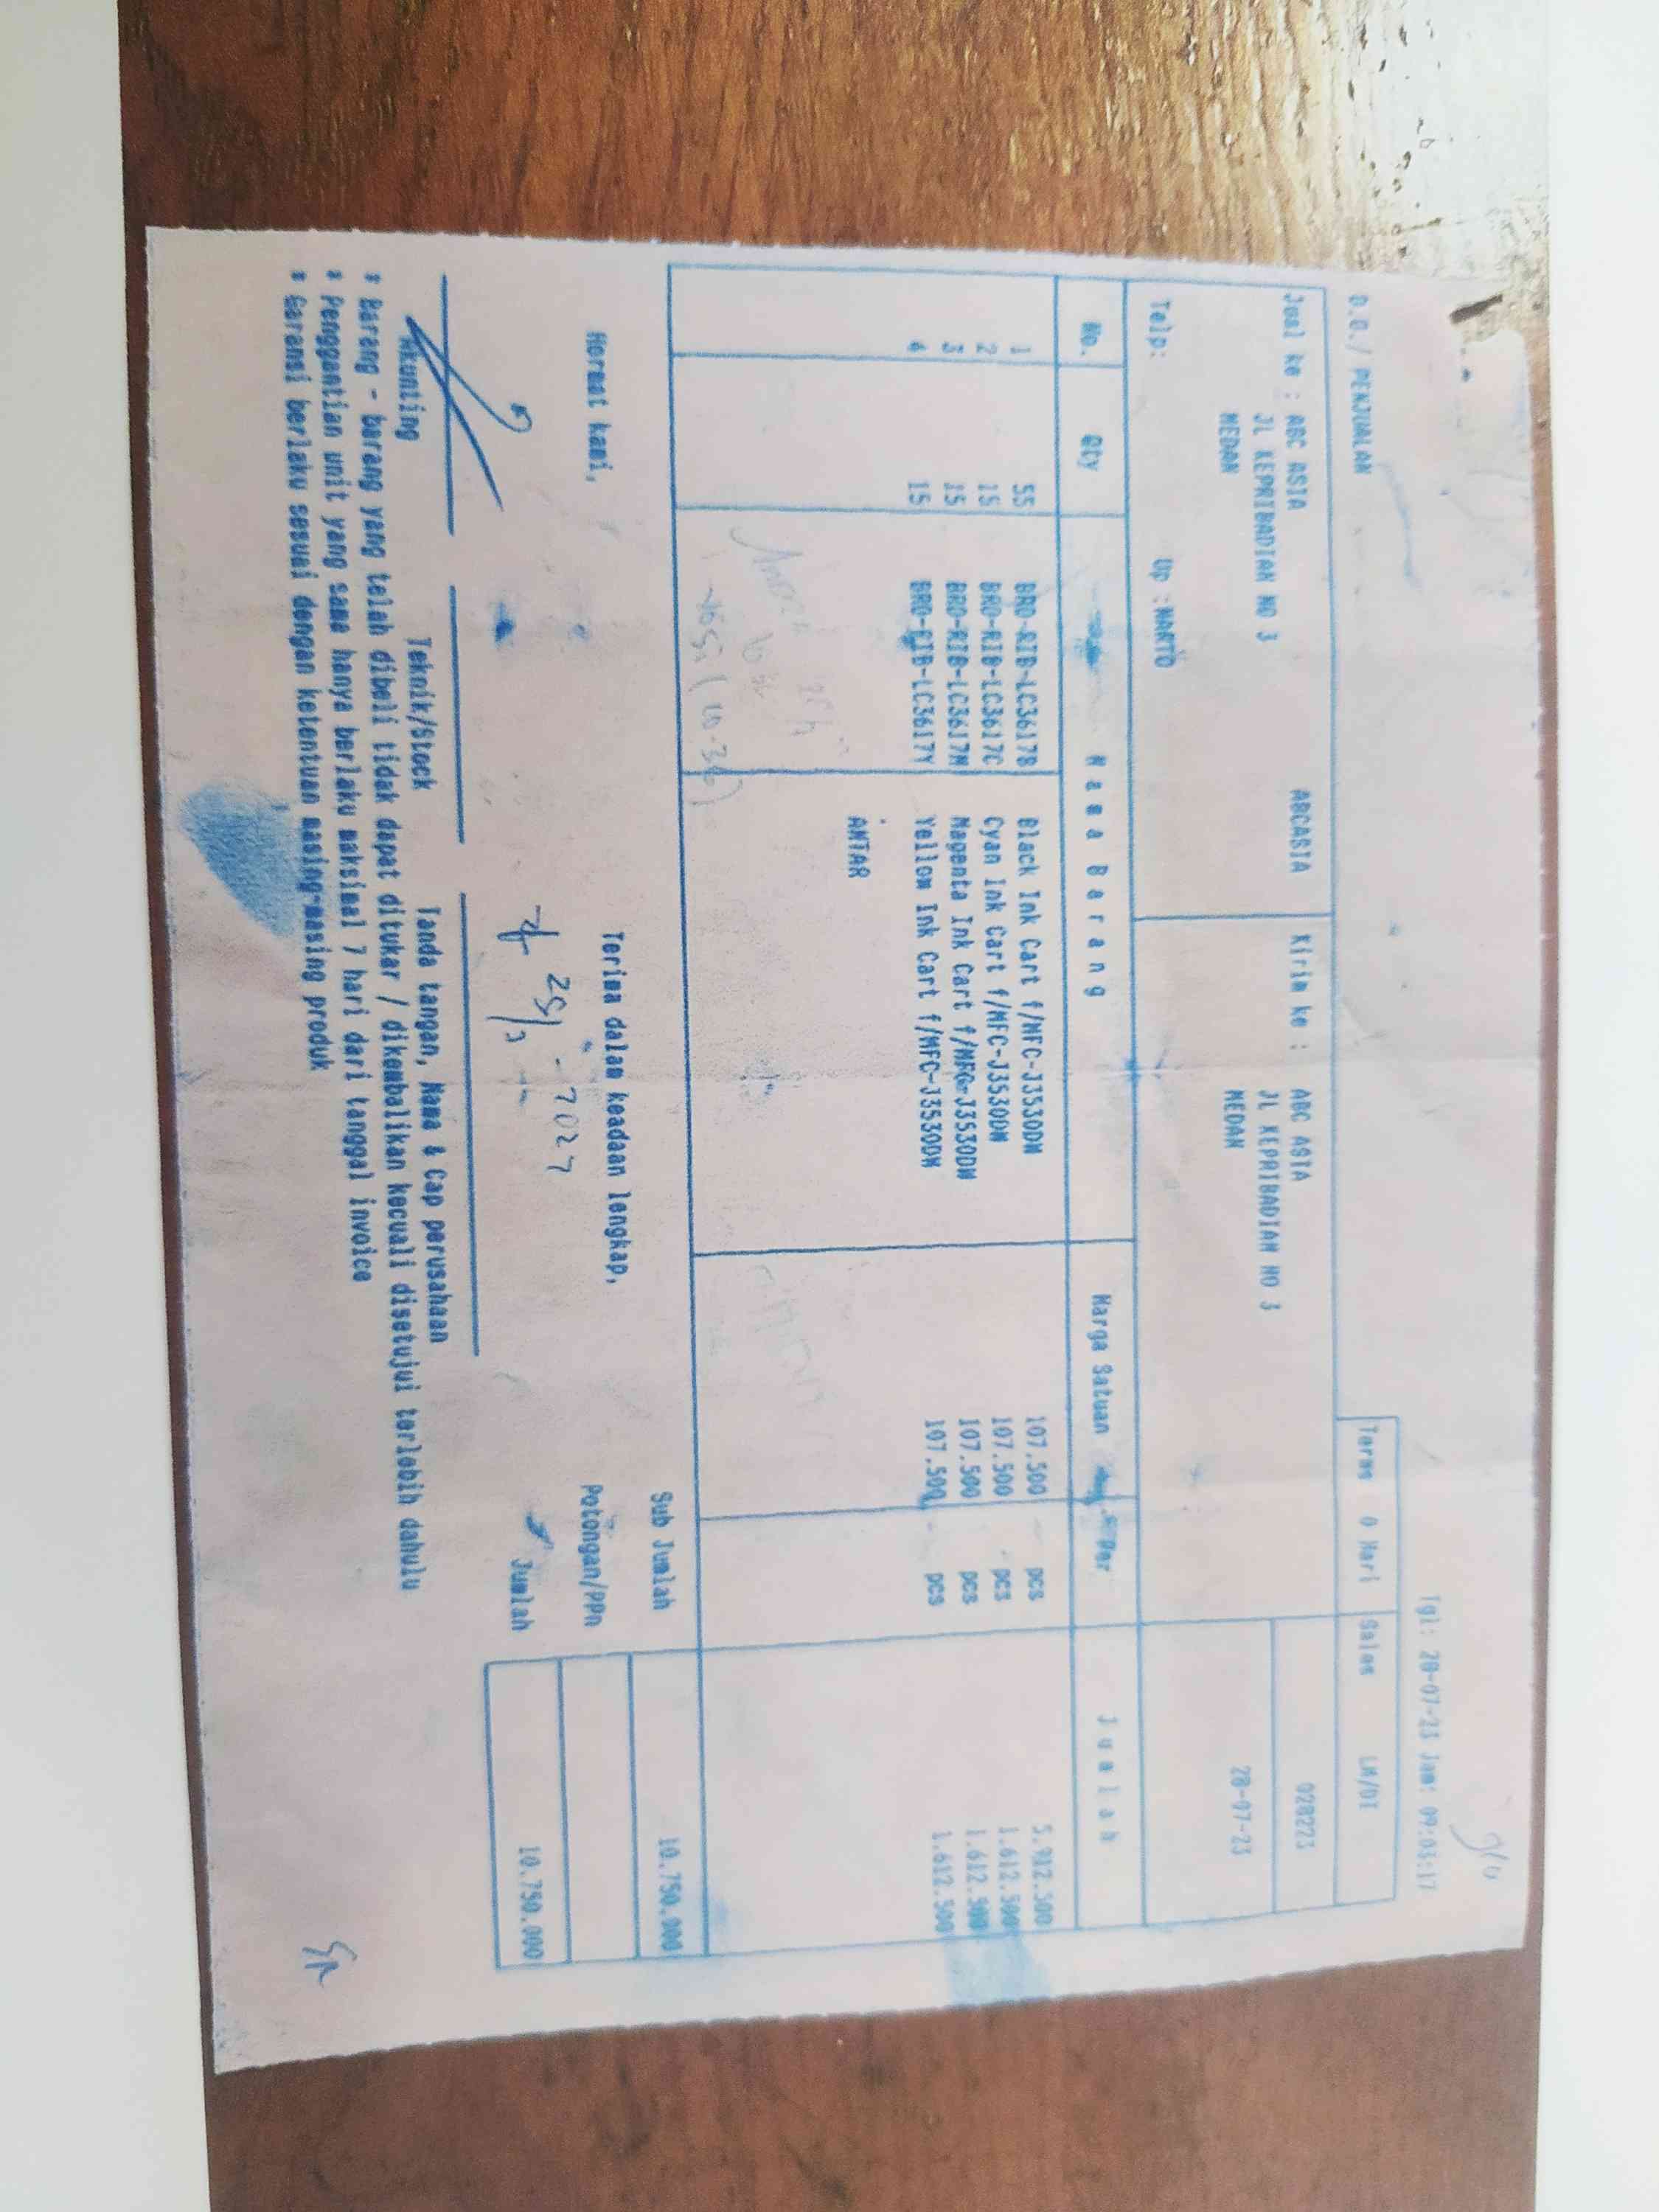 Tgl: 28-07-23 Jam: 09:03:17
D.O./ PENJUALAN
Terms 0 Hari Sales LM/DI
Jual ke : ABC ASIA ABCASIA Kirim ke : ABC ASIA 028223
JL KEPRIBADIAN NO 3 JL KEPRIBADIAN NO 3
MEDAN MEDAN 28-07-23
Telp: Up : MARTO
No. Qty Nama Barang Harga Satuan Per Jumlah
1 55 BRO-RIB-LC3617B Black Ink Cart f/MFC-J3530DW 107.500 pcs 5.912.500
2 15 BRO-RIB-LC3617C Cyan Ink Cart f/MFC-J3530DW 107.500 pcs 1.612.500
3 15 BRO-RIB-LC3617M Magenta Ink Cart f/MFC-J3530DW 107.500 pcs 1.612.500
4 15 BRO-RIB-LC3617Y Yellow Ink Cart f/MFC-J3530DW 107.500 pcs 1.612.500
ANTAR
Sub Jumlah 10.750.000
Hormat kami, Terima dalam keadaan lengkap,
Potongan/PPn
Jumlah 10.750.000
Akunting Teknik/Stock Tanda tangan, Nama & Cap perusahaan
* Barang - barang yang telah dibeli tidak dapat ditukar / dikembalikan kecuali disetujui terlebih dahulu
* Penggantian unit yang sama hanya berlaku maksimal 7 hari dari tanggal invoice
* Garansi berlaku sesuai dengan ketentuan masing-masing produk